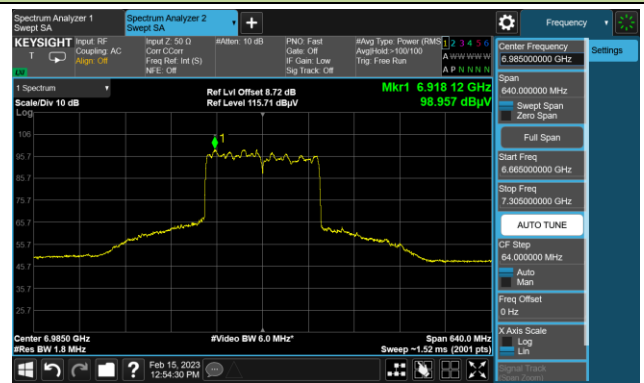 Spectrum Analyzer 1
Swept SA
Spectrum Analyzer 2
Swept SA
Frequency
KEYSIGHT
T
LU
Input: RF
Coupling: AC
Align: Off
Input Z: 50 Ω
Corr CCorr
Freq Ref: Int (S)
NFE: Off
#Atten: 10 dB
PNO: Fast
Gate: Off
IF Gain: Low
Sig Track: Off
#Avg Type: Power (RMS
Avg|Hold:>100/100
Trig: Free Run
1 2 3 4 5 6
A W W W W W
A P N N N N
1 Spectrum
Scale/Div 10 dB
Log
Ref Lvl Offset 8.72 dB
Ref Level 115.71 dBµV
Mkr1 6.918 12 GHz
98.957 dBµV
1
106
95.7
85.7
75.7
65.7
55.7
45.7
35.7
25.7
Center 6.9850 GHz
#Res BW 1.8 MHz
#Video BW 6.0 MHz*
Span 640.0 MHz
Sweep ~1.52 ms (2001 pts)
Feb 15, 2023
12:54:30 PM
Center Frequency
6.985000000 GHz
Settings
Span
640.000000 MHz
Swept Span
Zero Span
Full Span
Start Freq
6.665000000 GHz
Stop Freq
7.305000000 GHz
AUTO TUNE
CF Step
64.000000 MHz
Auto
Man
Freq Offset
0 Hz
X Axis Scale
Log
Lin
Signal Track
(Span Zoom)